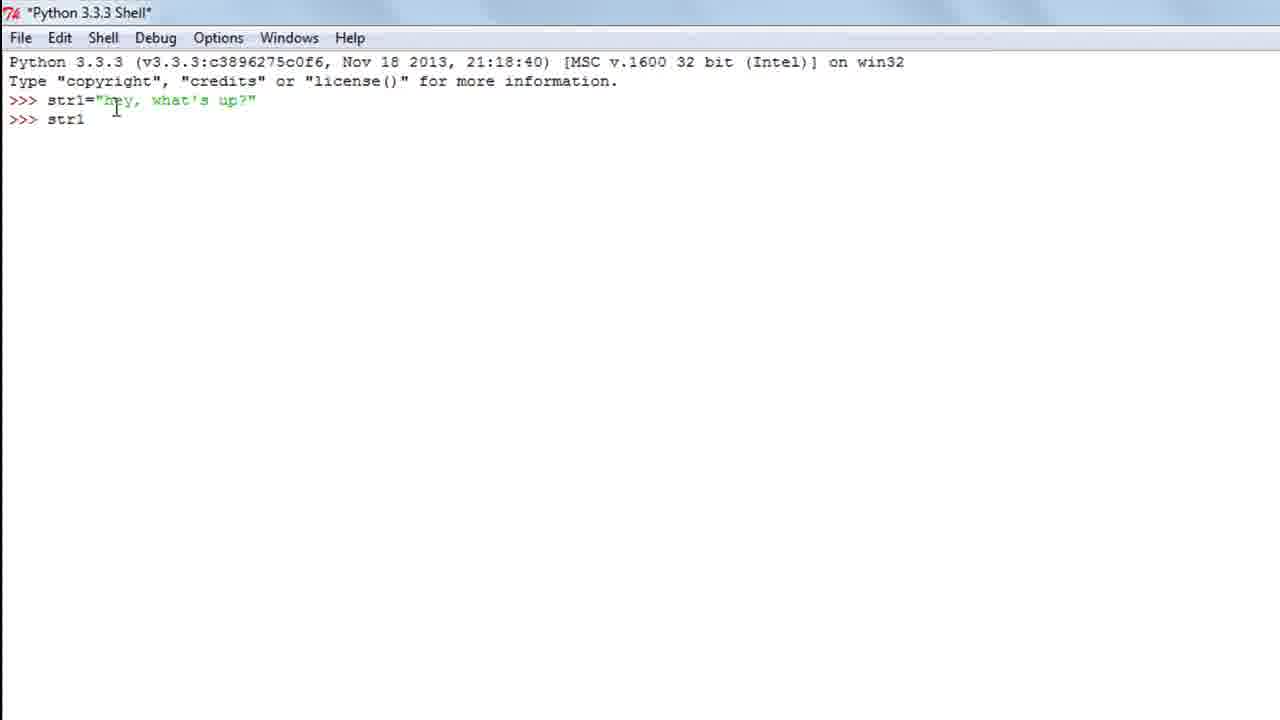 *Python 3.3.3 Shell*
File Edit Shell Debug Options Windows Help
Python 3.3.3 (v3.3.3:c3896275c0f6, Nov 18 2013, 21:18:40) [MSC v.1600 32 bit (Intel)] on win32
Type "copyright", "credits" or "license()" for more information.
>>> str1="hey, what's up?"
>>> str1